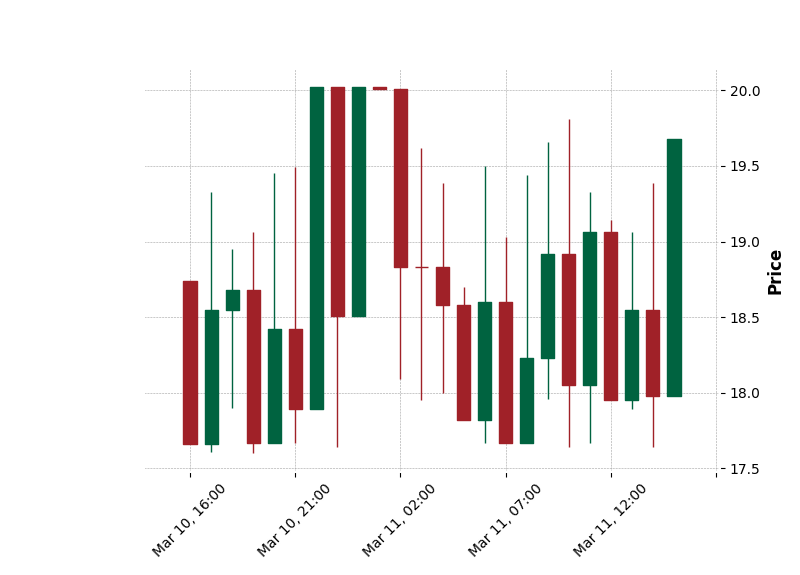 20.0
19.5
19.0
18.5
18.0
17.5
Price
Mar 10, 16:00
Mar 10, 21:00
Mar 11, 02:00
Mar 11, 07:00
Mar 11, 12:00